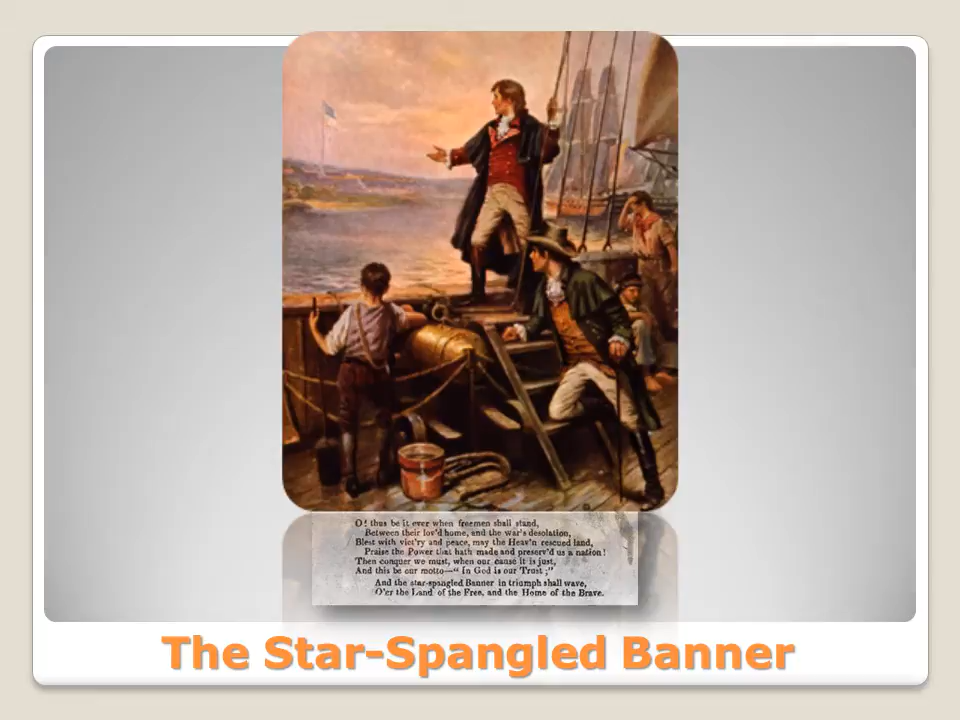 O! thus be it ever when freemen shall stand,
Between their lov'd home, and the war's desolation,
Blest with vict'ry and peace, may the Heav'n rescued land,
Praise the Power that hath made and preserv'd us a nation!
Then conquer we must, when our cause it is just,
And this be our motto—“ In God is our Trust ;”
And the star-spangled Banner in triumph shall wave,
O'er the Land of the Free, and the Home of the Brave.
The Star-Spangled Banner